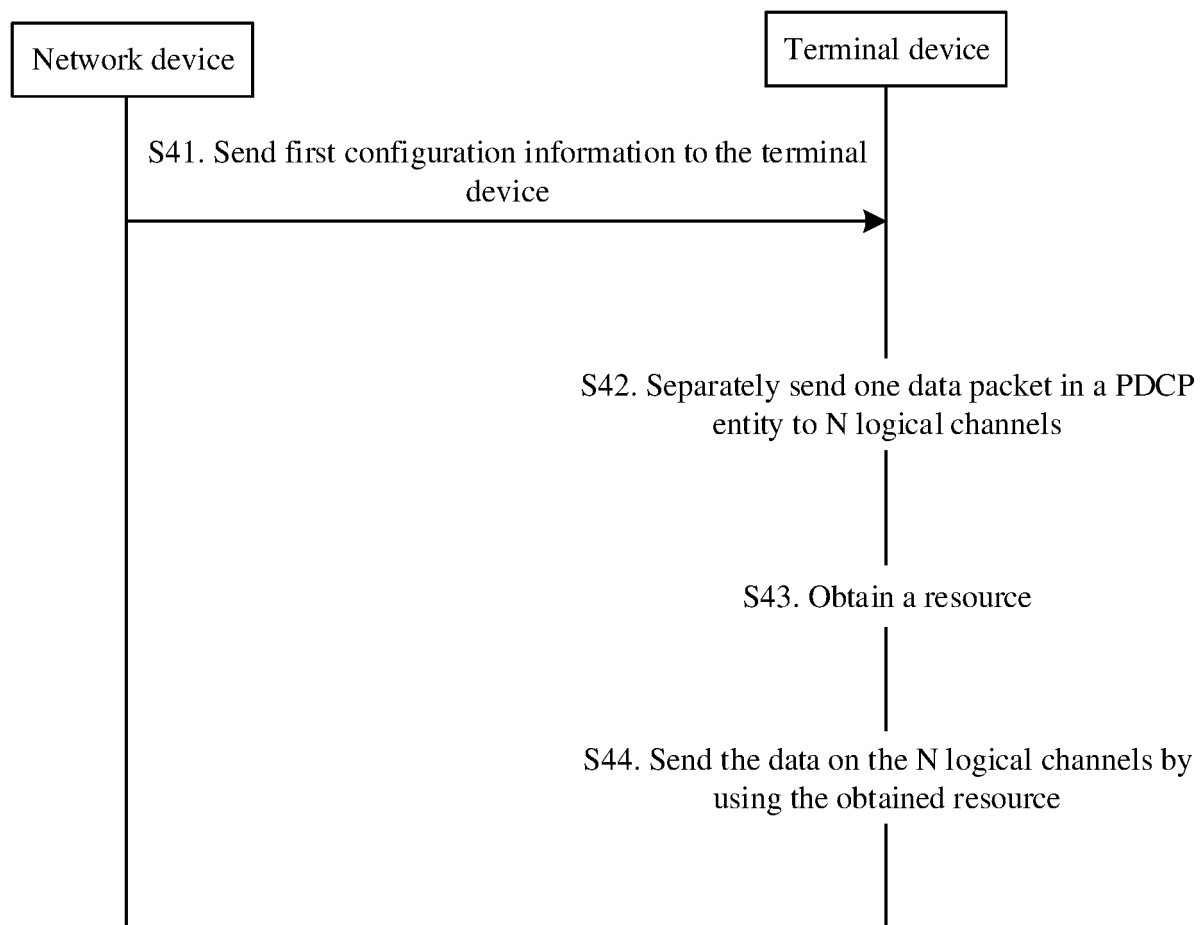 Network device
Terminal device
S41. Send first configuration information to the terminal
device
S42. Separately send one data packet in a PDCP
entity to N logical channels
S43. Obtain a resource
S44. Send the data on the N logical channels by
using the obtained resource